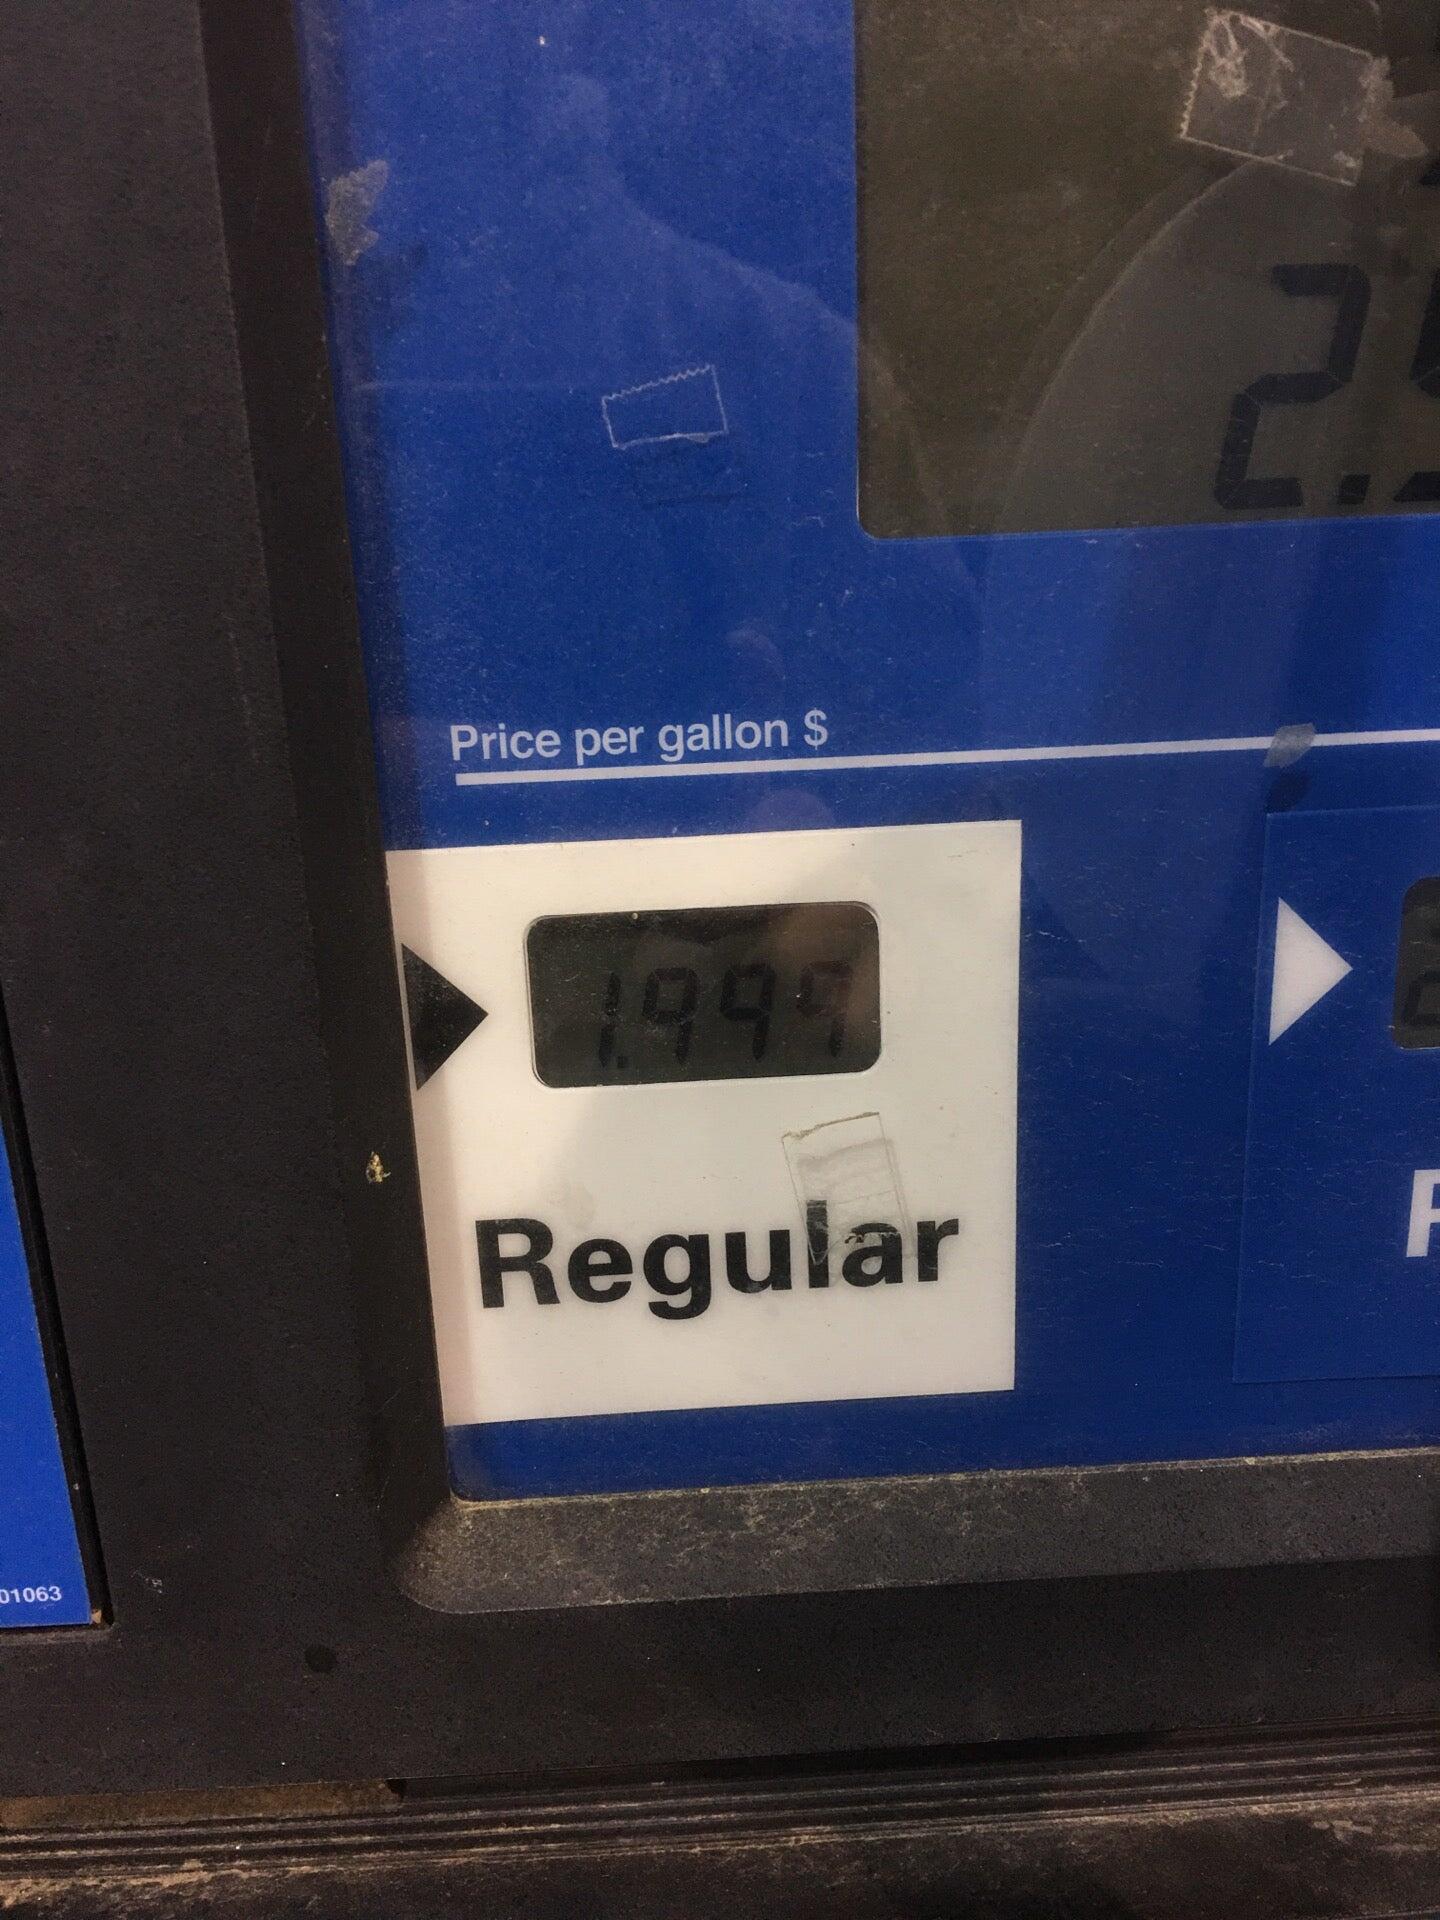 Price per gallon $
1.999
Regular
01063